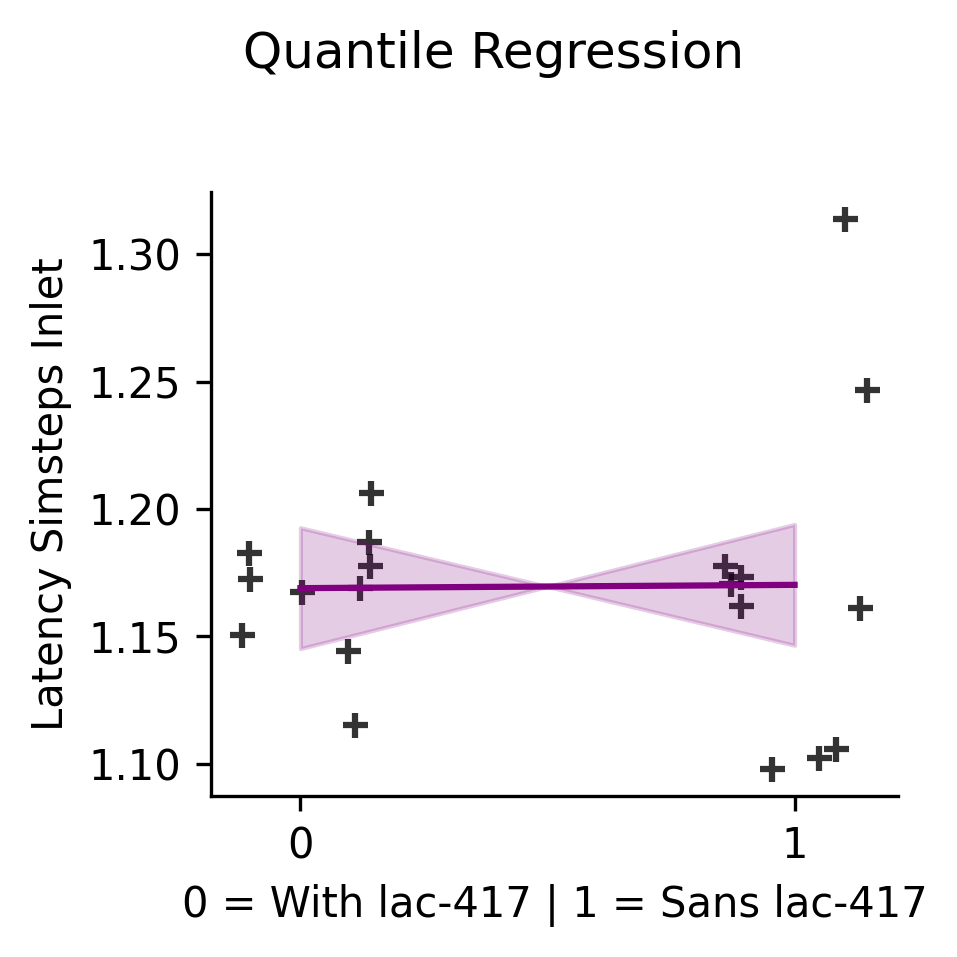 Quantile Regression
Latency Simsteps Inlet
1.30
1.25
1.20
1.15
1.10
0 1
0 = With lac-417 | 1 = Sans lac-417